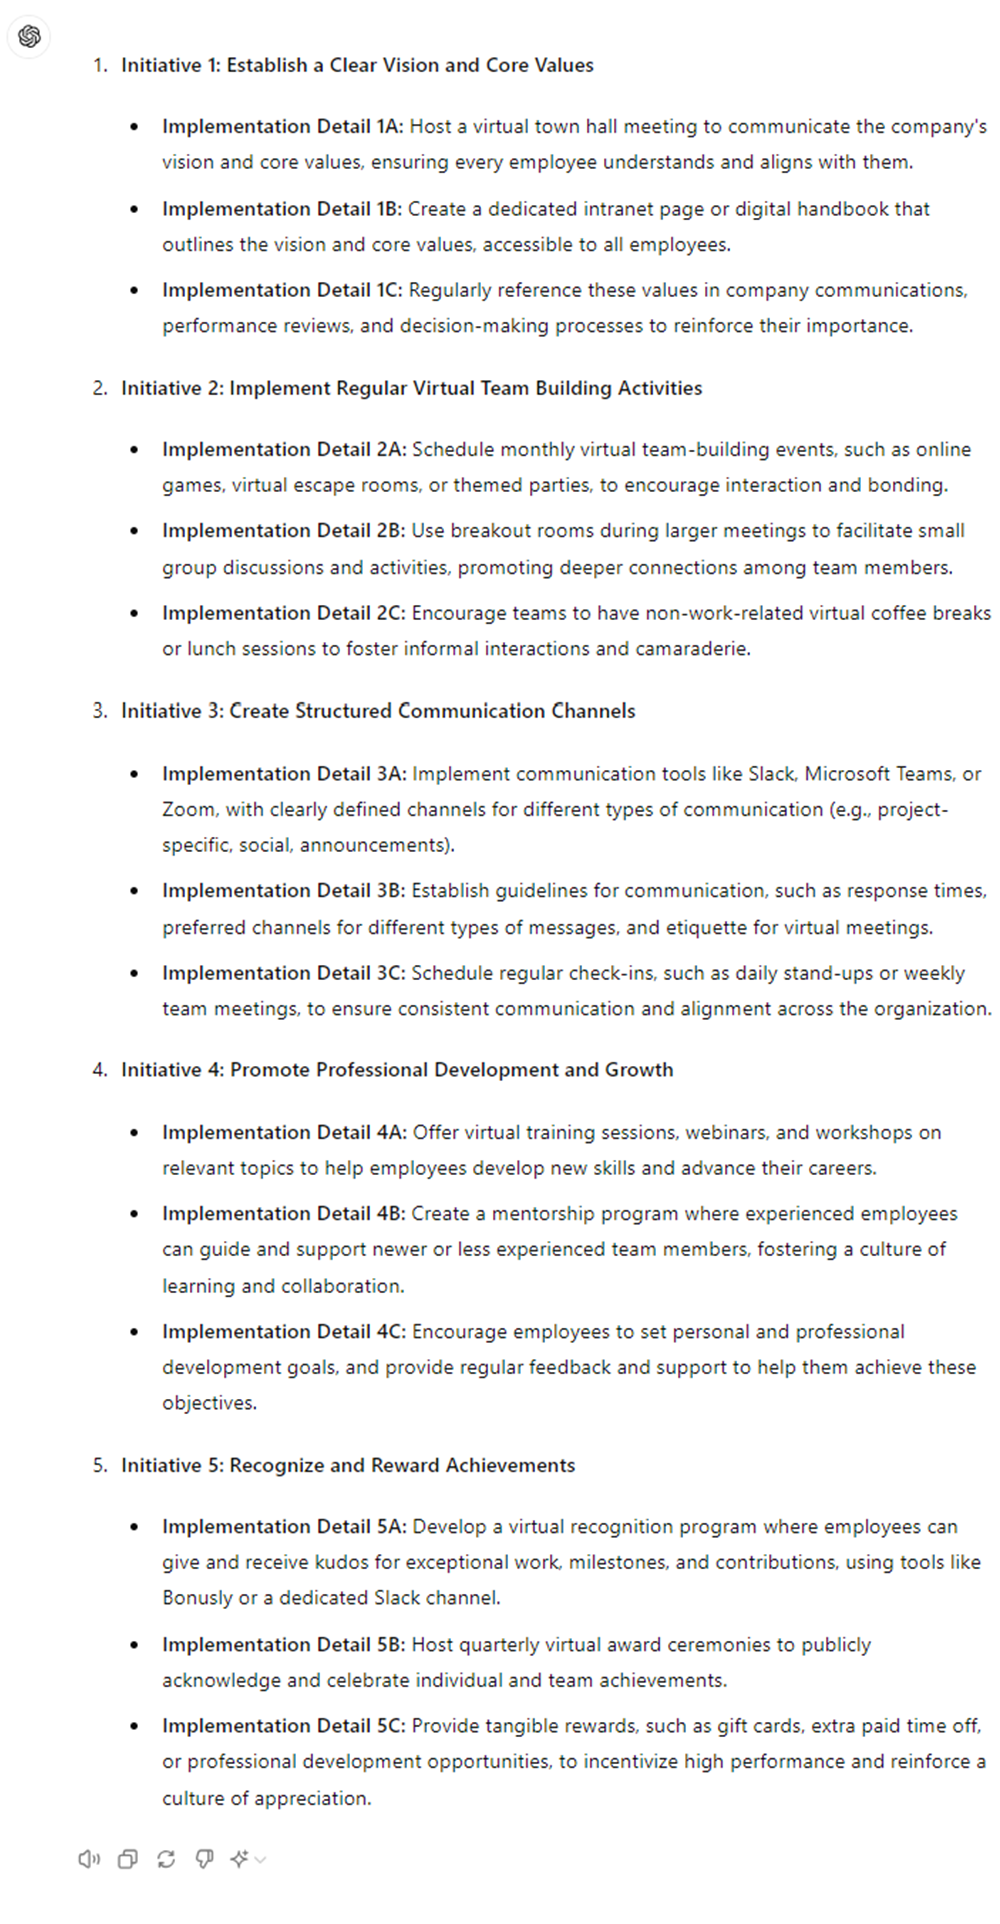 1. Initiative 1: Establish a Clear Vision and Core Values
• Implementation Detail 1A: Host a virtual town hall meeting to communicate the company's
vision and core values, ensuring every employee understands and aligns with them.
• Implementation Detail 1B: Create a dedicated intranet page or digital handbook that
outlines the vision and core values, accessible to all employees.
• Implementation Detail 1C: Regularly reference these values in company communications,
performance reviews, and decision-making processes to reinforce their importance.
2. Initiative 2: Implement Regular Virtual Team Building Activities
• Implementation Detail 2A: Schedule monthly virtual team-building events, such as online
games, virtual escape rooms, or themed parties, to encourage interaction and bonding.
• Implementation Detail 2B: Use breakout rooms during larger meetings to facilitate small
group discussions and activities, promoting deeper connections among team members.
• Implementation Detail 2C: Encourage teams to have non-work-related virtual coffee breaks
or lunch sessions to foster informal interactions and camaraderie.
3. Initiative 3: Create Structured Communication Channels
• Implementation Detail 3A: Implement communication tools like Slack, Microsoft Teams, or
Zoom, with clearly defined channels for different types of communication (e.g., project-
specific, social, announcements).
• Implementation Detail 3B: Establish guidelines for communication, such as response times,
preferred channels for different types of messages, and etiquette for virtual meetings.
• Implementation Detail 3C: Schedule regular check-ins, such as daily stand-ups or weekly
team meetings, to ensure consistent communication and alignment across the organization.
4. Initiative 4: Promote Professional Development and Growth
• Implementation Detail 4A: Offer virtual training sessions, webinars, and workshops on
relevant topics to help employees develop new skills and advance their careers.
• Implementation Detail 4B: Create a mentorship program where experienced employees
can guide and support newer or less experienced team members, fostering a culture of
learning and collaboration.
• Implementation Detail 4C: Encourage employees to set personal and professional
development goals, and provide regular feedback and support to help them achieve these
objectives.
5. Initiative 5: Recognize and Reward Achievements
• Implementation Detail 5A: Develop a virtual recognition program where employees can
give and receive kudos for exceptional work, milestones, and contributions, using tools like
Bonusly or a dedicated Slack channel.
• Implementation Detail 5B: Host quarterly virtual award ceremonies to publicly
acknowledge and celebrate individual and team achievements.
• Implementation Detail 5C: Provide tangible rewards, such as gift cards, extra paid time off,
or professional development opportunities, to incentivize high performance and reinforce a
culture of appreciation.